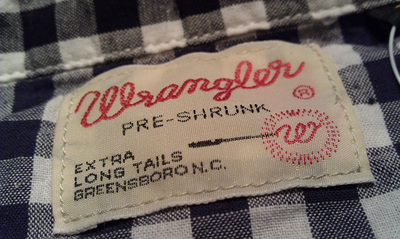 Wrangler
®
PRE-SHRUNK
W
EXTRA
LONG TAILS
GREENSBORO N.C.